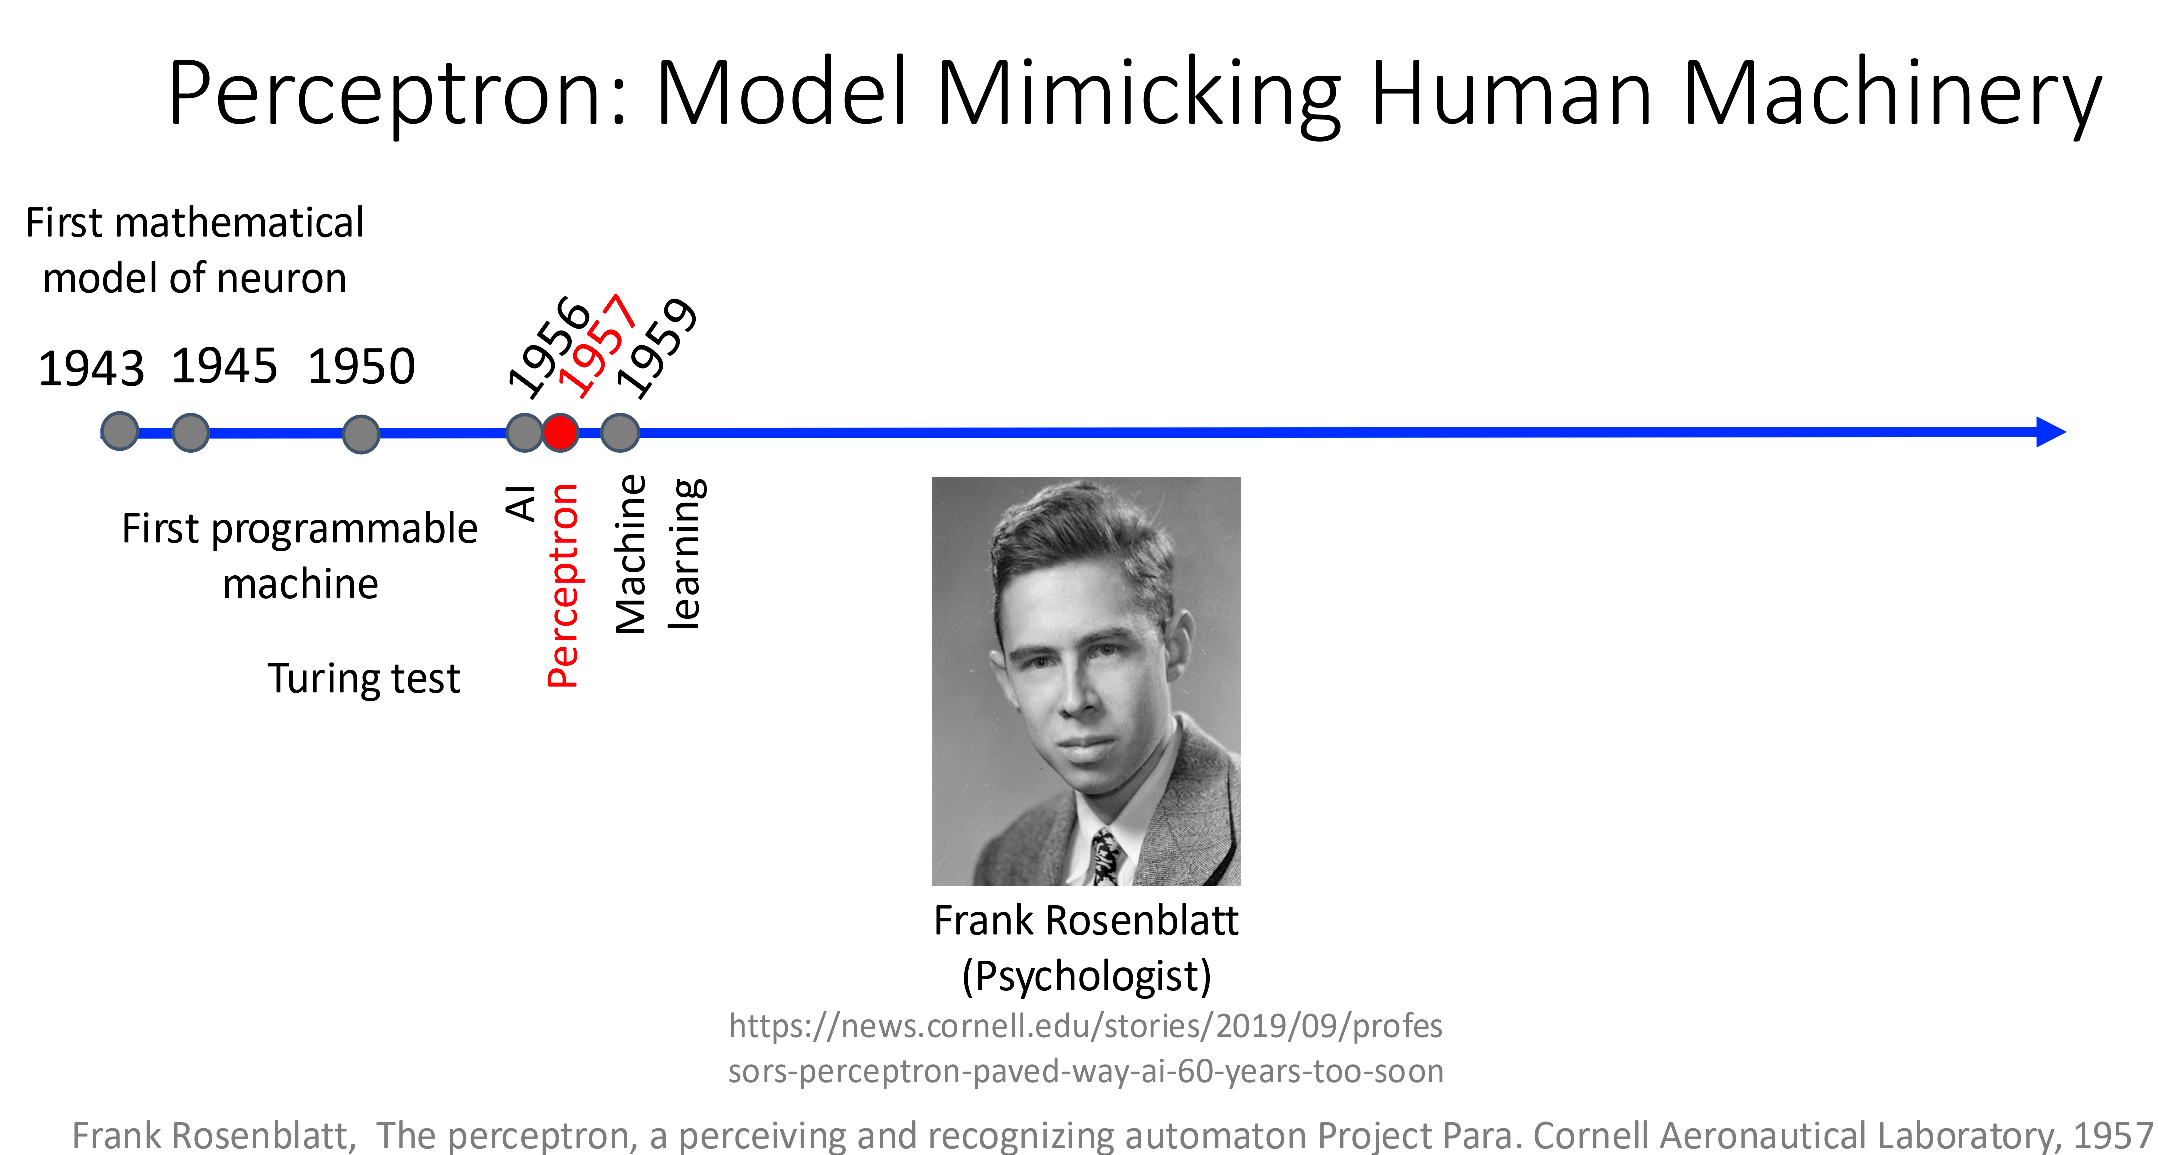 Perceptron: Model Mimicking Human Machinery
First mathematical
model of neuron
1943
1945
1950
1956
1957
1959
First programmable
machine
Turing test
AI
Perceptron
Machine
learning
Frank Rosenblatt
(Psychologist)
https://news.cornell.edu/stories/2019/09/profes
sors-perceptron-paved-way-ai-60-years-too-soon
Frank Rosenblatt,  The perceptron, a perceiving and recognizing automaton Project Para. Cornell Aeronautical Laboratory, 1957